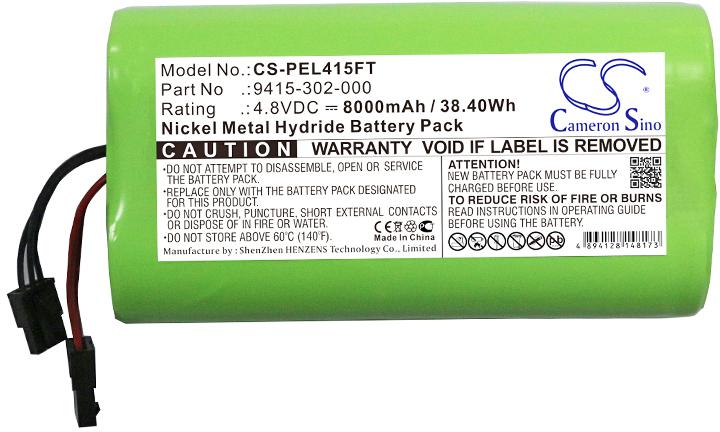 Model No.:CS-PEL415FT
Part No :9415-302-000
Rating :4.8VDC ⎓ 8000mAh / 38.40Wh
Nickel Metal Hydride Battery Pack
CS
Cameron Sino
CAUTION WARRANTY VOID IF LABEL IS REMOVED
•DO NOT ATTEMPT TO DISASSEMBLE, OPEN OR SERVICE
THE BATTERY PACK.
•REPLACE ONLY WITH THE BATTERY PACK DESIGNATED
FOR THIS PRODUCT.
•DO NOT CRUSH, PUNCTURE, SHORT EXTERNAL CONTACTS
OR DISPOSE OF IN FIRE OR WATER.
•DO NOT STORE ABOVE 60°C (140°F).
CE
Made In China
Manufacture by : ShenZhen HENZENS Technology Co., Limited
ATTENTION!
NEW BATTERY PACK MUST BE FULLY
CHARGED BEFORE USE.
TO REDUCE RISK OF FIRE OR BURNS
READ INSTRUCTIONS IN OPERATING GUIDE
BEFORE USING THE BATTERY.
4 894128 148173